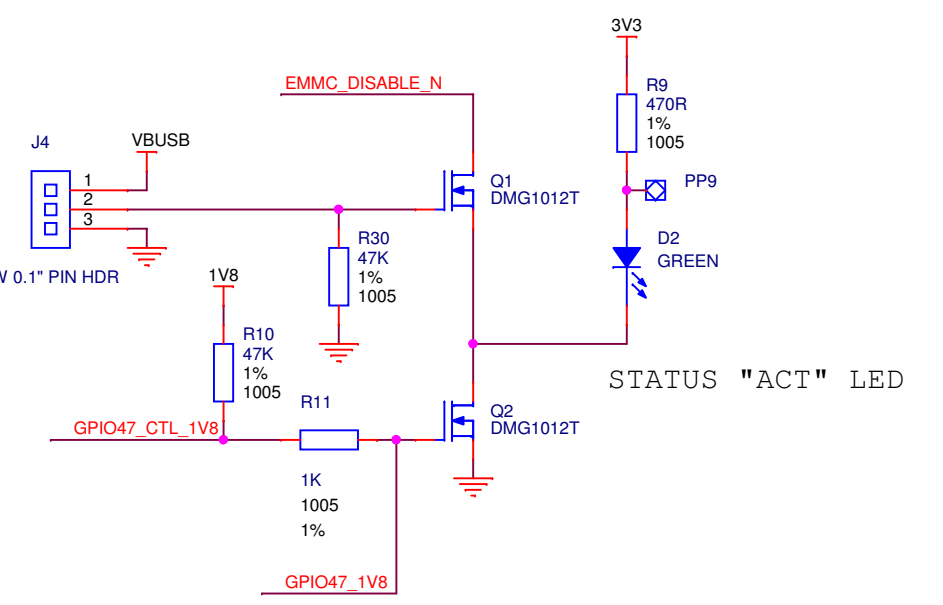 3V3
EMMC_DISABLE_N
R9
470R
1%
1005
J4
VBUSB
1
2
3
Q1
DMG1012T
PP9
R30
47K
1%
1005
D2
GREEN
0.1" PIN HDR
1V8
R10
47K
1%
1005
STATUS "ACT" LED
R11
GPIO47_CTL_1V8
Q2
DMG1012T
1K
1005
1%
GPIO47_1V8